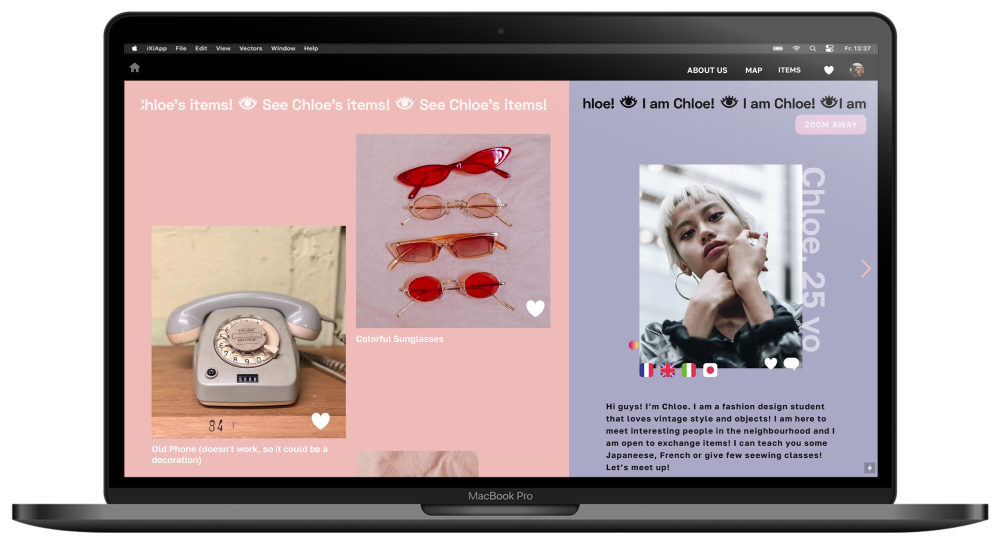 iXiApp File Edit View Vectors Window Help
Fr. 13:37
ABOUT US MAP ITEMS
hloe's items! See Chloe's items! See Chloe's items!
hloe! I am Chloe! I am Chloe! I am
200M AWAY
Chloe, 25 yo
Colorful Sunglasses
84
Old Phone (doesn't work, so it could be a
decoration)
Hi guys! I'm Chloe. I am a fashion design student
that loves vintage style and objects! I am here to
meet interesting people in the neighbourhood and I
am open to exchange items! I can teach you some
Japaneese, French or give few seewing classes!
Let's meet up!
MacBook Pro